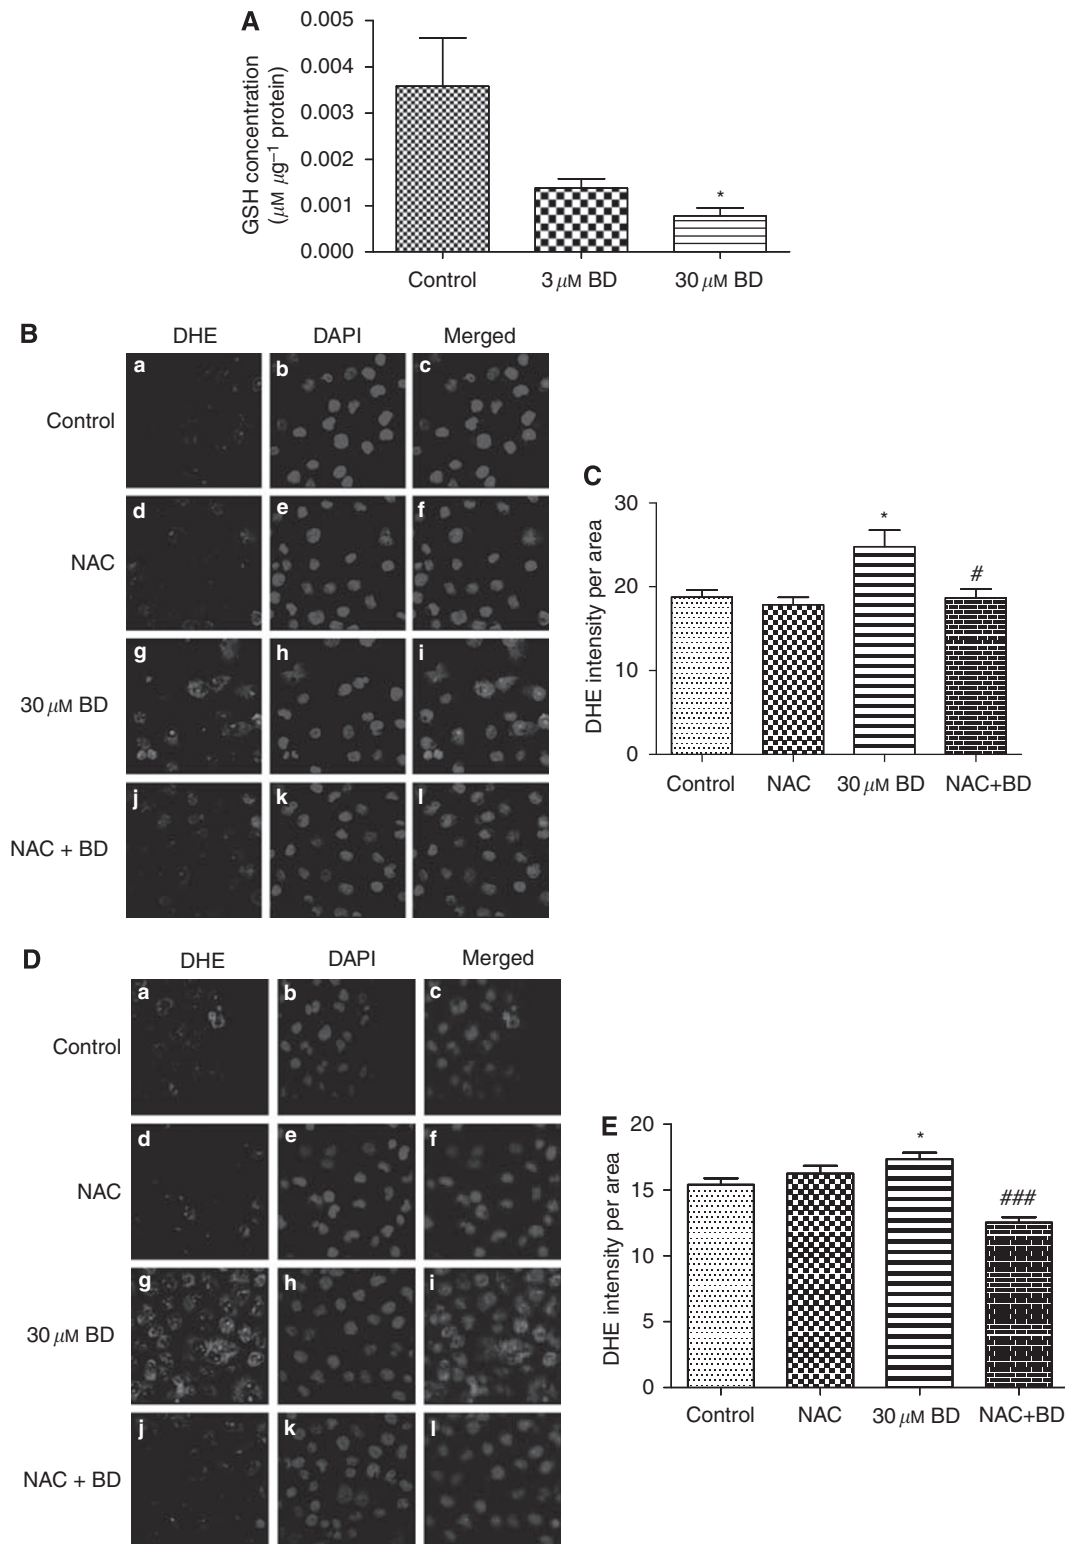 A
GSH concentration
(μM μg⁻¹ protein)
0.005
0.004
0.003
0.002
0.001
0.000
*
Control
3 μM BD
30 μM BD
B
DHE
DAPI
Merged
Control
a
b
c
NAC
d
e
f
30 μM BD
g
h
i
NAC + BD
j
k
l
C
DHE intensity per area
30
20
10
0
*
#
Control
NAC
30 μM BD
NAC+BD
D
DHE
DAPI
Merged
Control
a
b
c
NAC
d
e
f
30 μM BD
g
h
i
NAC + BD
j
k
l
E
DHE intensity per area
20
15
10
5
0
*
###
Control
NAC
30 μM BD
NAC+BD